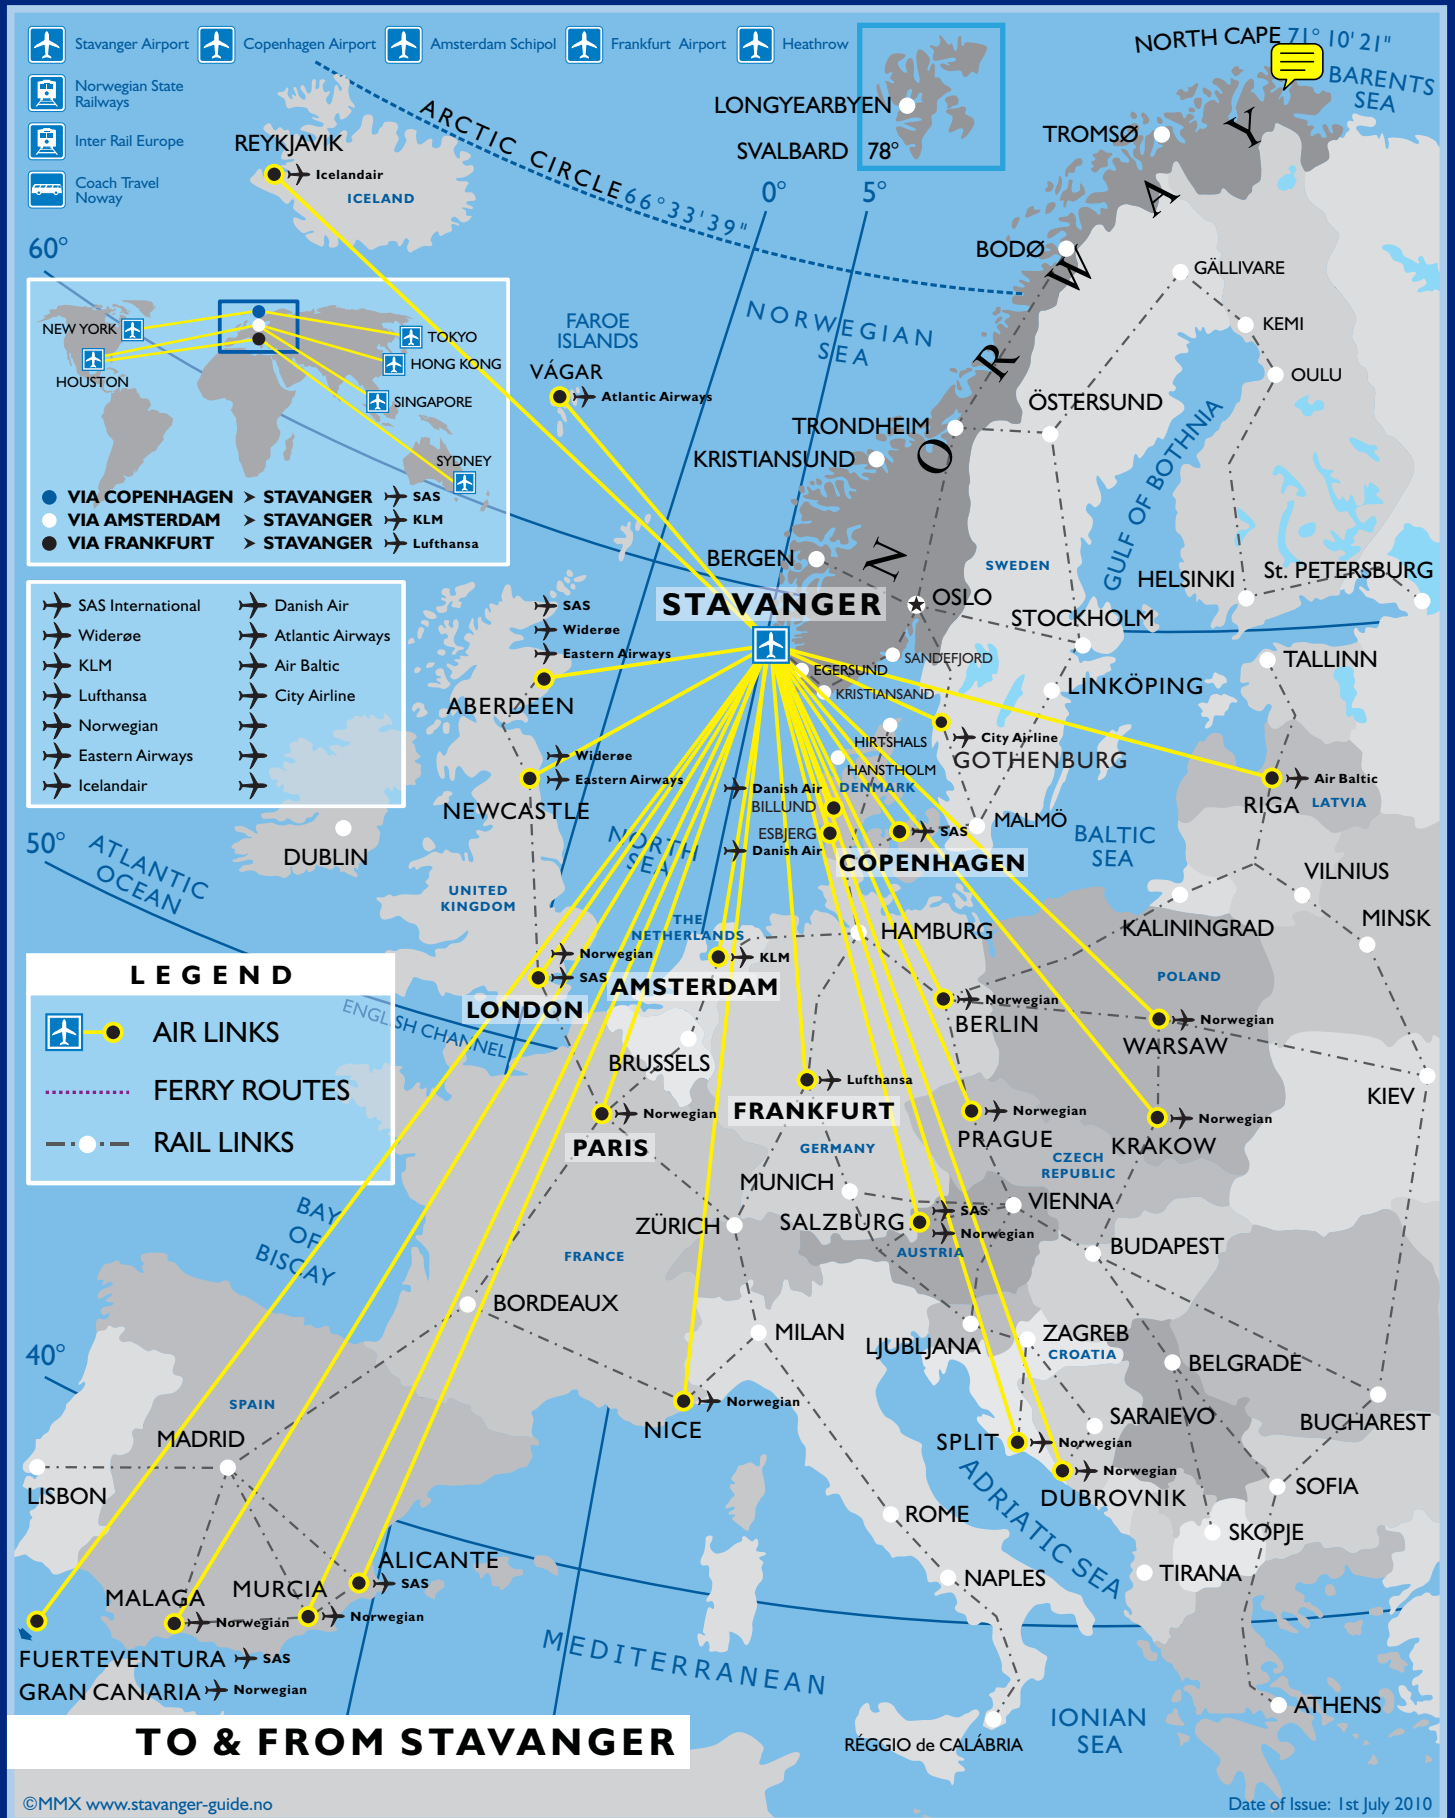 Stavanger Airport
Copenhagen Airport
Amsterdam Schipol
Frankfurt Airport
Heathrow
Norwegian State
Railways
Inter Rail Europe
Coach Travel
Noway
NORTH CAPE 71° 10' 21"
BARENTS
SEA
LONGYEARBYEN
SVALBARD 78°
TROMSØ
ARCTIC CIRCLE 66°33'39"
REYKJAVIK
Icelandair
ICELAND
0°
5°
60°
BODØ
GÄLLIVARE
N O R W A Y
NORWEGIAN
SEA
FAROE
ISLANDS
VÁGAR
Atlantic Airways
KEMI
OULU
ÖSTERSUND
TRONDHEIM
KRISTIANSUND
GULF OF BOTHNIA
NEW YORK
HOUSTON
TOKYO
HONG KONG
SINGAPORE
SYDNEY
VIA COPENHAGEN > STAVANGER SAS
VIA AMSTERDAM > STAVANGER KLM
VIA FRANKFURT > STAVANGER Lufthansa
BERGEN
SWEDEN
HELSINKI
St. PETERSBURG
STAVANGER
OSLO
STOCKHOLM
SAS International
Widerøe
KLM
Lufthansa
Norwegian
Eastern Airways
Icelandair
Danish Air
Atlantic Airways
Air Baltic
City Airline
SAS
Widerøe
Eastern Airways
ABERDEEN
SANDEFJORD
EGERSUND
KRISTIANSAND
TALLINN
LINKÖPING
HIRTSHALS
City Airline
GOTHENBURG
HANSTHOLM
DENMARK
Widerøe
Eastern Airways
NEWCASTLE
Danish Air
BILLUND
ESBJERG
Danish Air
SAS
COPENHAGEN
MALMÖ
Air Baltic
RIGA
LATVIA
BALTIC
SEA
NORTH
SEA
50°
ATLANTIC
OCEAN
DUBLIN
UNITED
KINGDOM
VILNIUS
MINSK
KALININGRAD
THE
NETHERLANDS
HAMBURG
Norwegian
SAS
LONDON
KLM
AMSTERDAM
POLAND
Norwegian
BERLIN
Norwegian
WARSAW
LEGEND
AIR LINKS
FERRY ROUTES
RAIL LINKS
ENGLISH CHANNEL
BRUSSELS
Lufthansa
FRANKFURT
KIEV
Norwegian
PARIS
Norwegian
PRAGUE
Norwegian
KRAKOW
GERMANY
CZECH
REPUBLIC
MUNICH
VIENNA
SAS
SALZBURG
Norwegian
AUSTRIA
ZÜRICH
BUDAPEST
BAY
OF
BISCAY
FRANCE
BORDEAUX
MILAN
LJUBLJANA
ZAGREB
CROATIA
BELGRADE
40°
SPAIN
MADRID
Norwegian
NICE
SARAIEVO
BUCHAREST
SPLIT
Norwegian
Norwegian
DUBROVNIK
LISBON
ADRIATIC SEA
ROME
SOFIA
SKOPJE
TIRANA
NAPLES
ALICANTE
SAS
MURCIA
Norwegian
MALAGA
Norwegian
FUERTEVENTURA SAS
GRAN CANARIA Norwegian
MEDITERRANEAN
IONIAN
SEA
ATHENS
RÉGGIO de CALÁBRIA
TO & FROM STAVANGER
©MMX www.stavanger-guide.no
Date of Issue: 1st July 2010